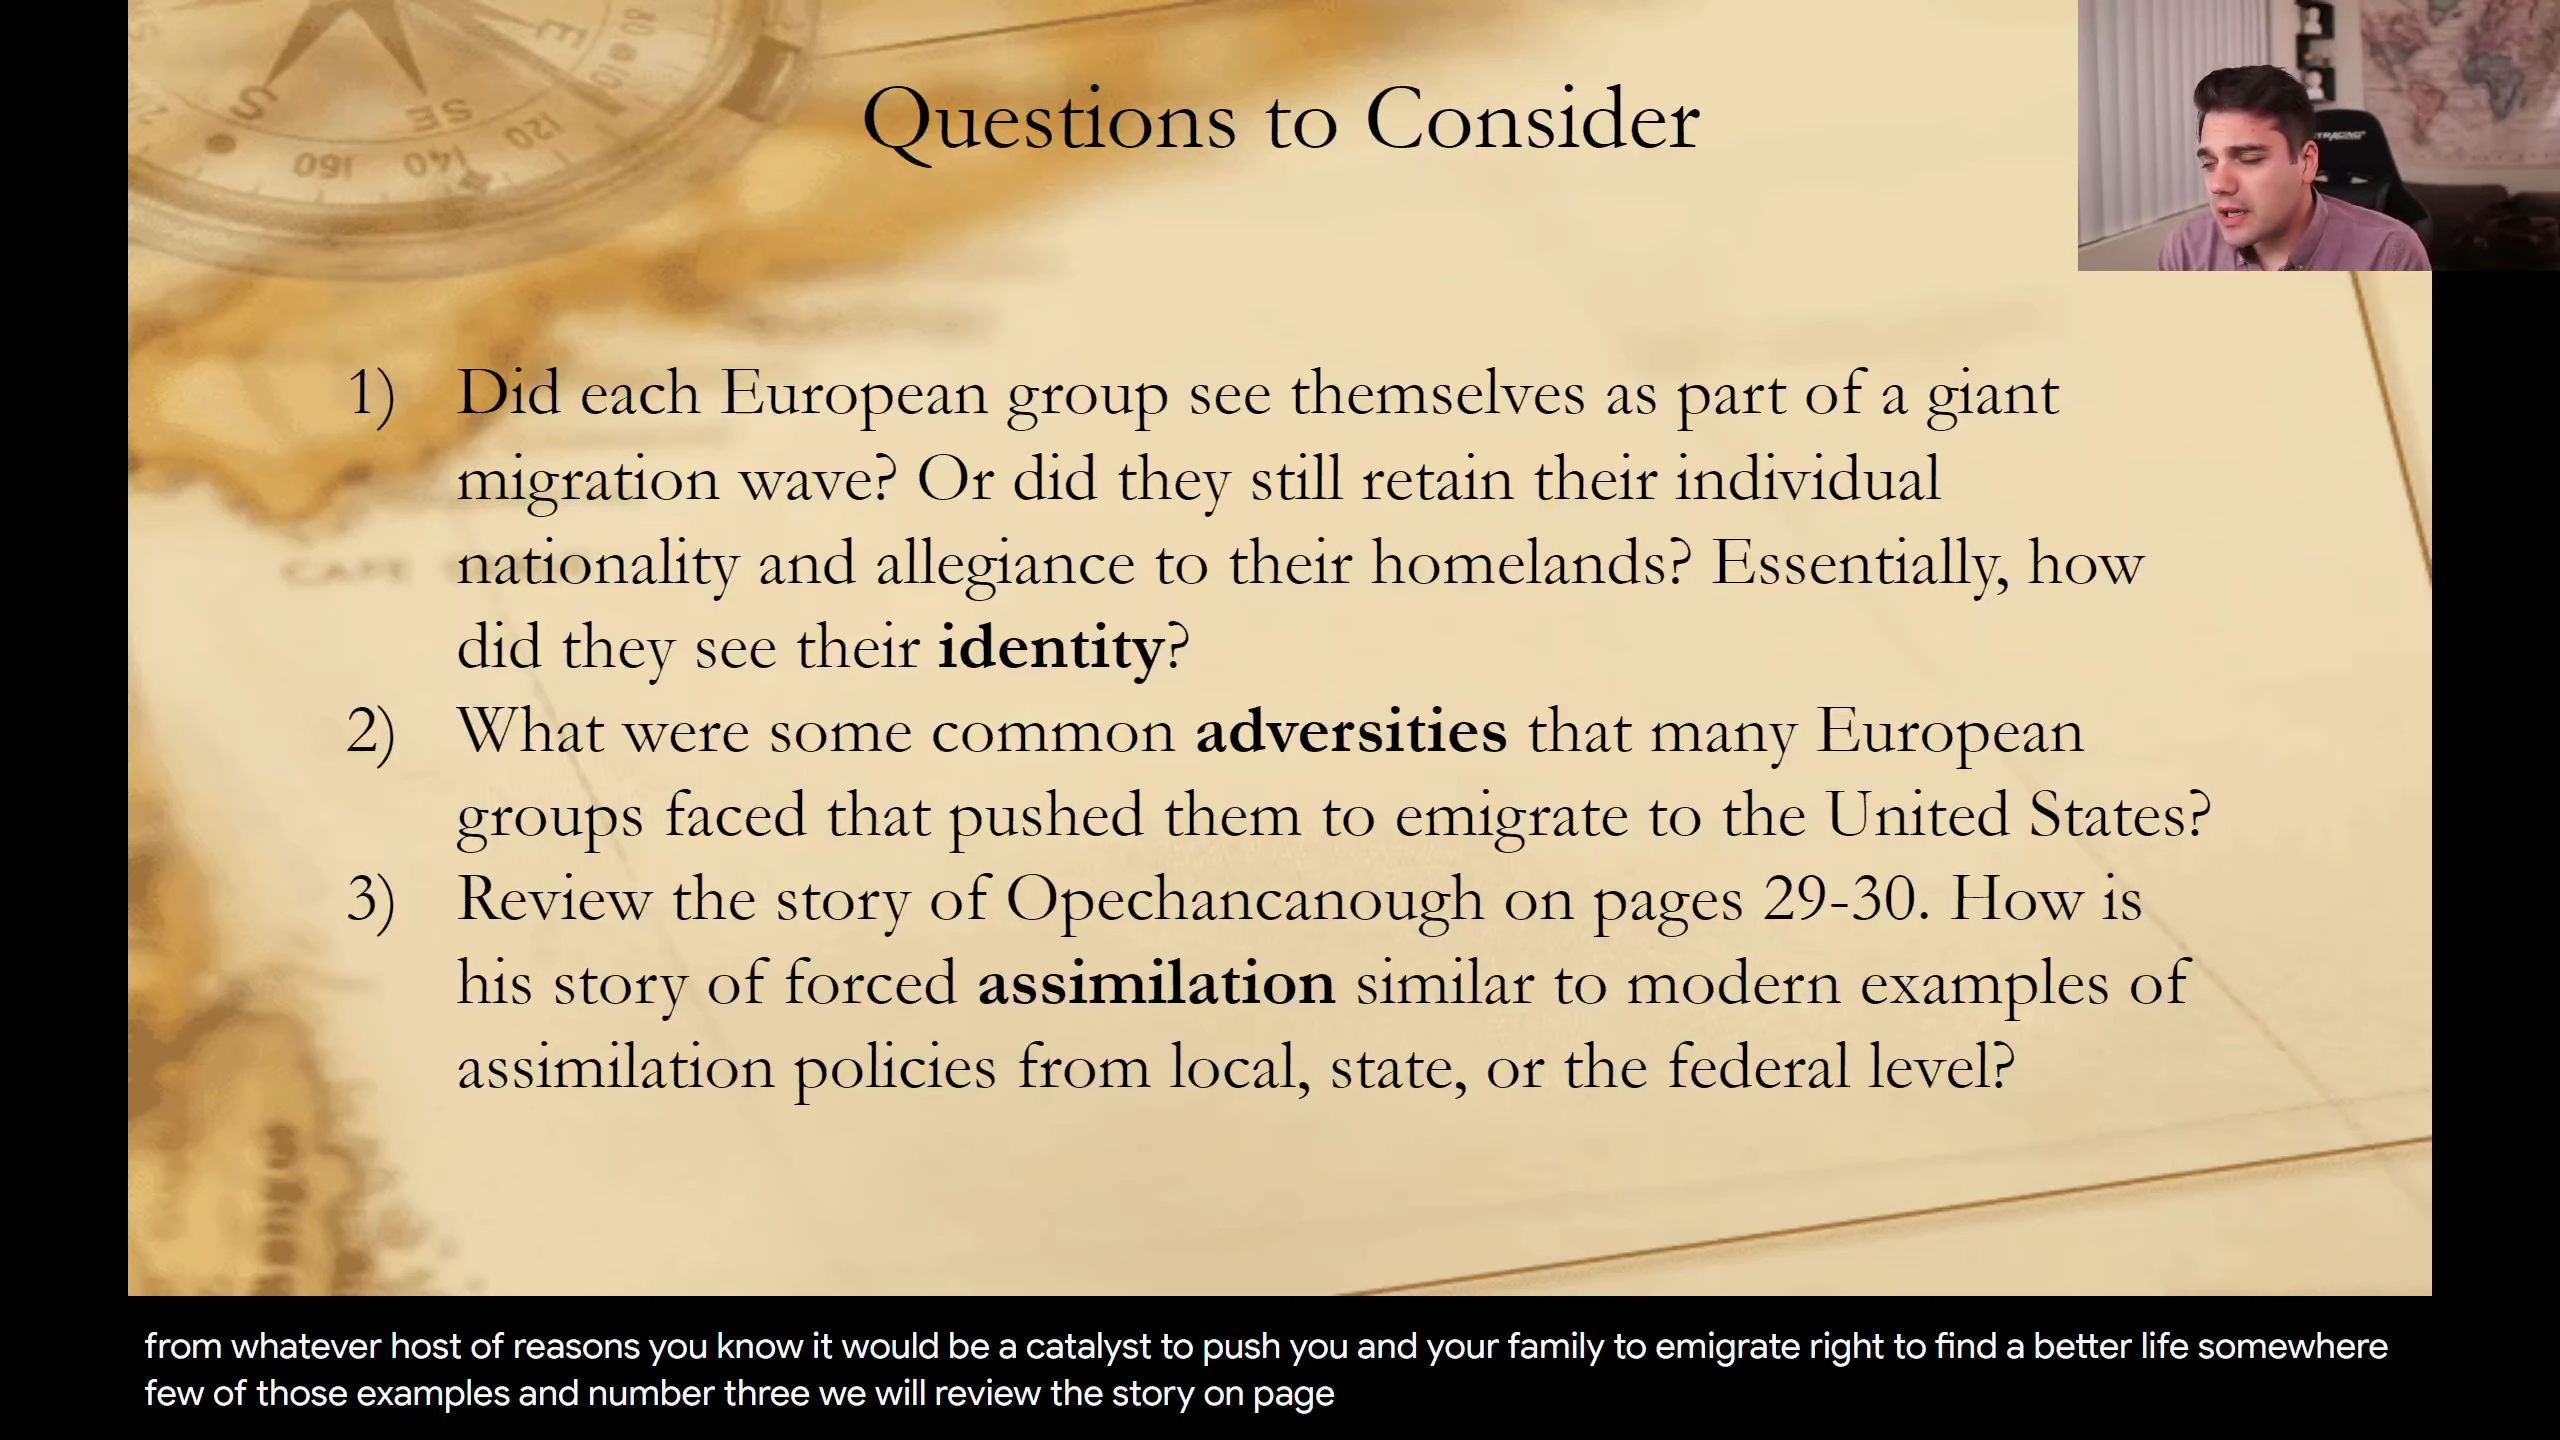 S
SE
E
160
140
120
Questions to Consider
1) Did each European group see themselves as part of a giant
migration wave? Or did they still retain their individual
nationality and allegiance to their homelands? Essentially, how
did they see their identity?
2) What were some common adversities that many European
groups faced that pushed them to emigrate to the United States?
3) Review the story of Opechancanough on pages 29-30. How is
his story of forced assimilation similar to modern examples of
assimilation policies from local, state, or the federal level?
from whatever host of reasons you know it would be a catalyst to push you and your family to emigrate right to find a better life somewhere
few of those examples and number three we will review the story on page